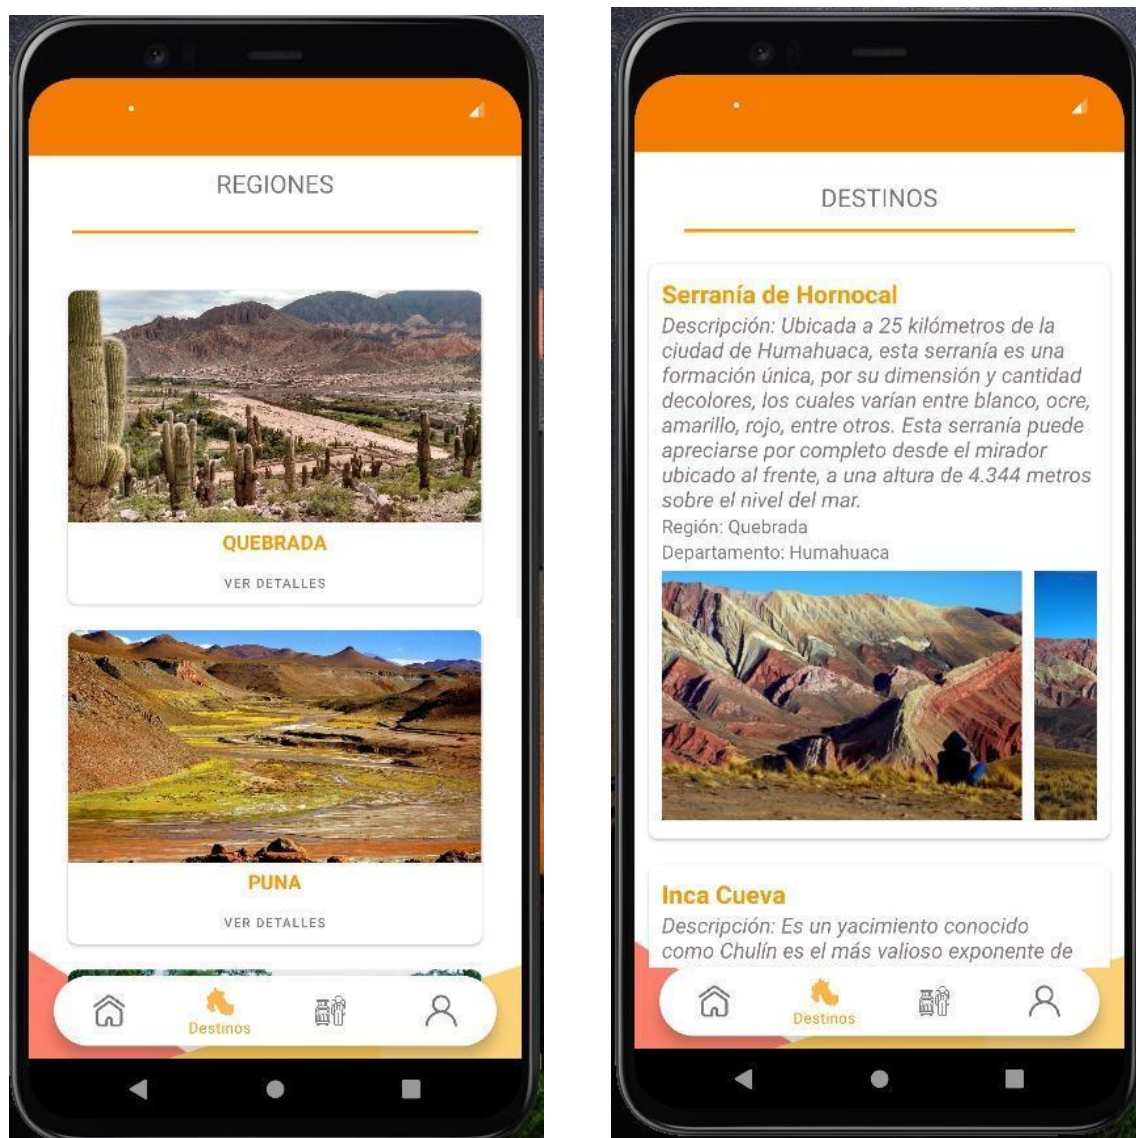 REGIONES
QUEBRADA
VER DETALLES
PUNA
VER DETALLES
Destinos
DESTINOS
Serranía de Hornocal
Descripción: Ubicada a 25 kilómetros de la
ciudad de Humahuaca, esta serranía es una
formación única, por su dimensión y cantidad
decolores, los cuales varían entre blanco, ocre,
amarillo, rojo, entre otros. Esta serranía puede
apreciarse por completo desde el mirador
ubicado al frente, a una altura de 4.344 metros
sobre el nivel del mar.
Región: Quebrada
Departamento: Humahuaca
Inca Cueva
Descripción: Es un yacimiento conocido
como Chulín es el más valioso exponente de
Destinos